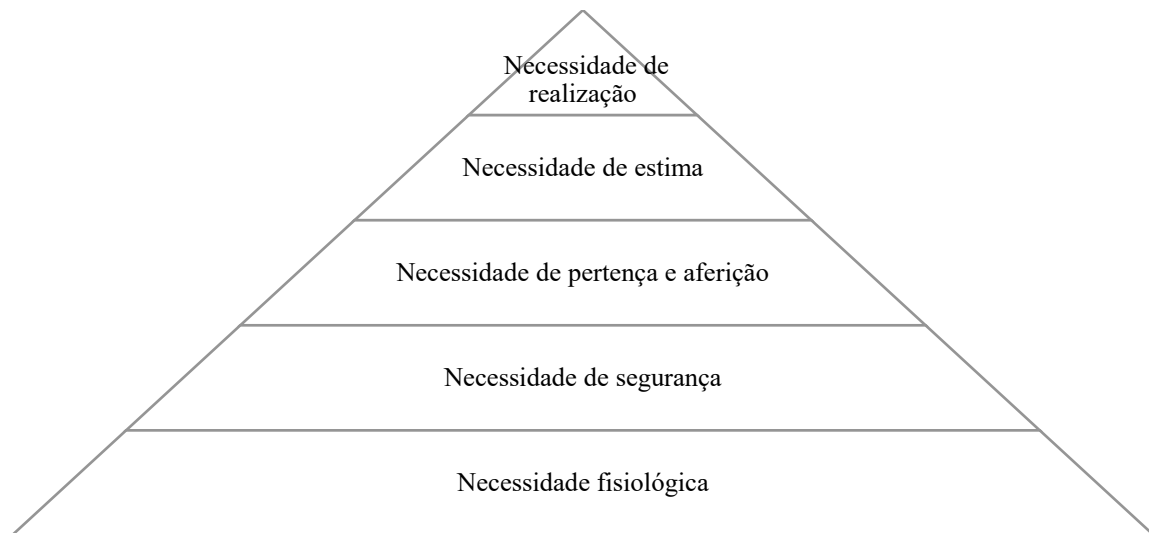 Necessidade de
realização
Necessidade de estima
Necessidade de pertença e aferição
Necessidade de segurança
Necessidade fisiológica